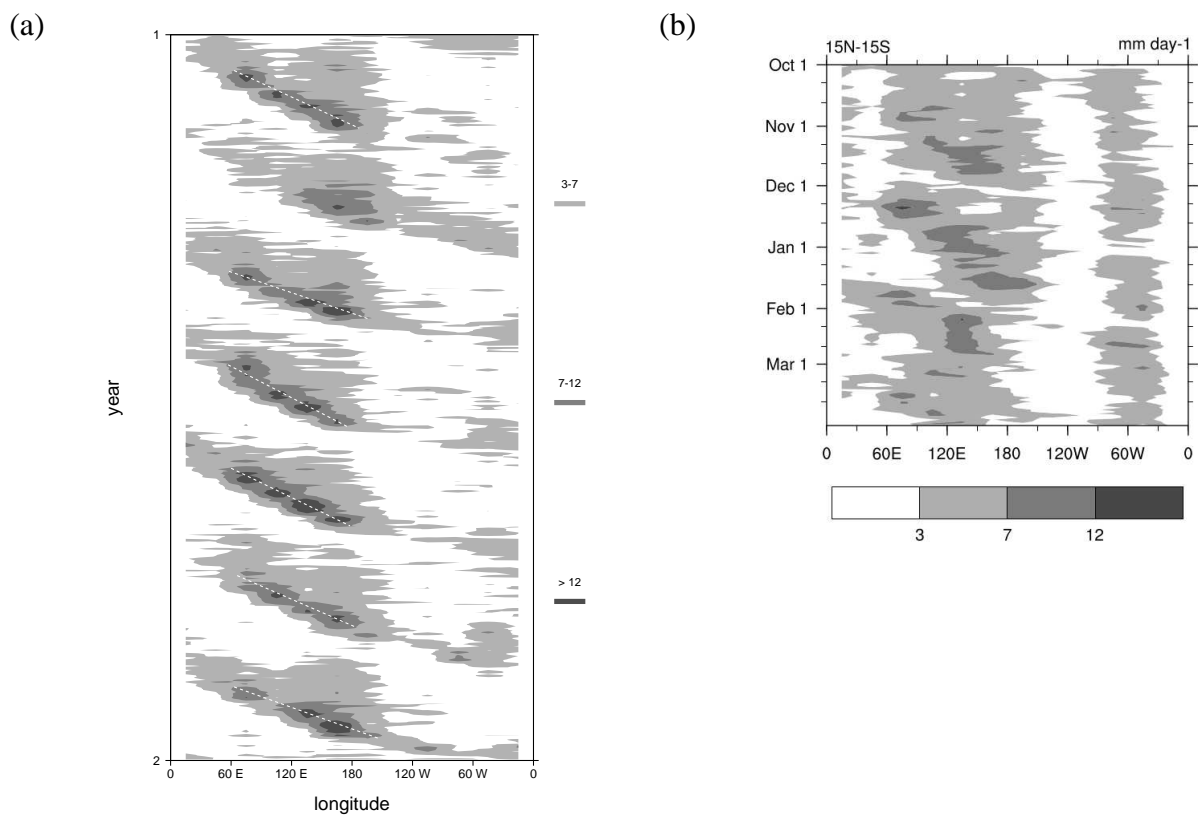 (a)
1
year
2
0 60 E 120 E 180 120 W 60 W 0
longitude
3-7
7-12
> 12
(b)
15N-15S mm day-1
Oct 1
Nov 1
Dec 1
Jan 1
Feb 1
Mar 1
0 60E 120E 180 120W 60W 0
3 7 12